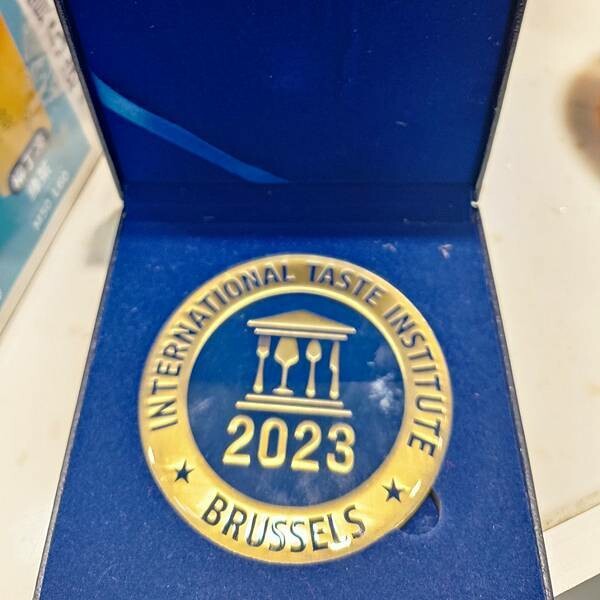 INTERNATIONAL TASTE INSTITUTE
2023
★ BRUSSELS ★